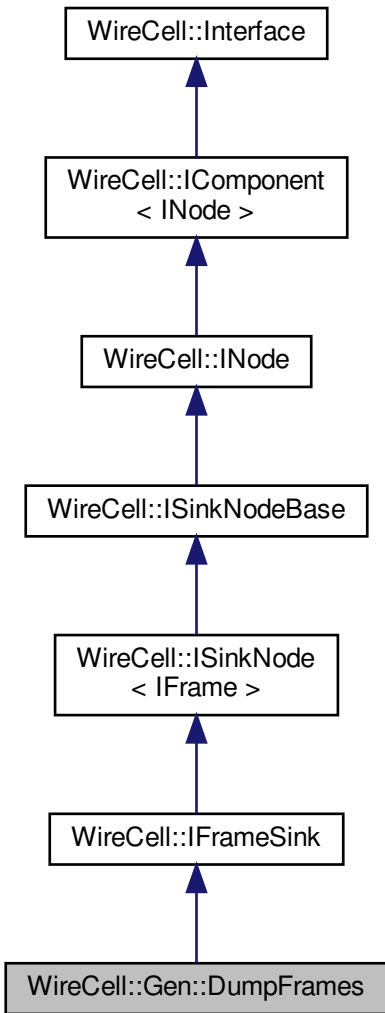 WireCell::Interface
WireCell::IComponent
< INode >
WireCell::INode
WireCell::ISinkNodeBase
WireCell::ISinkNode
< IFrame >
WireCell::IFrameSink
WireCell::Gen::DumpFrames